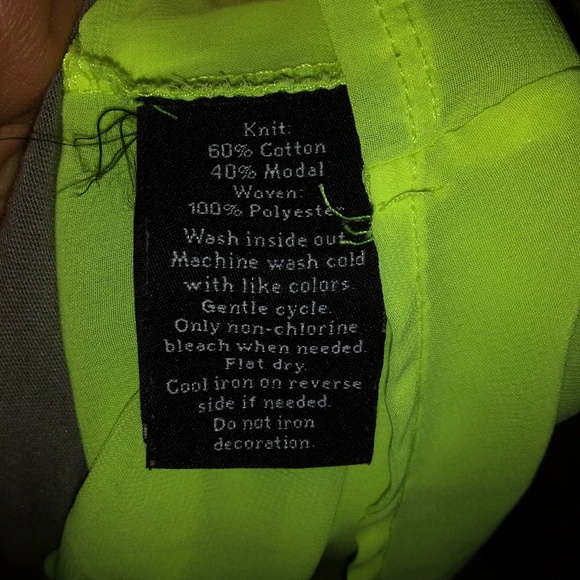 Knit:
60% Cotton
40% Modal
Woven:
100% Polyester
Wash inside out
Machine wash cold
with like colors
Gentle cycle.
Only non-chlorine
bleach when needed.
Flat dry.
Cool iron on reverse
side if needed.
Do not iron
decoration.